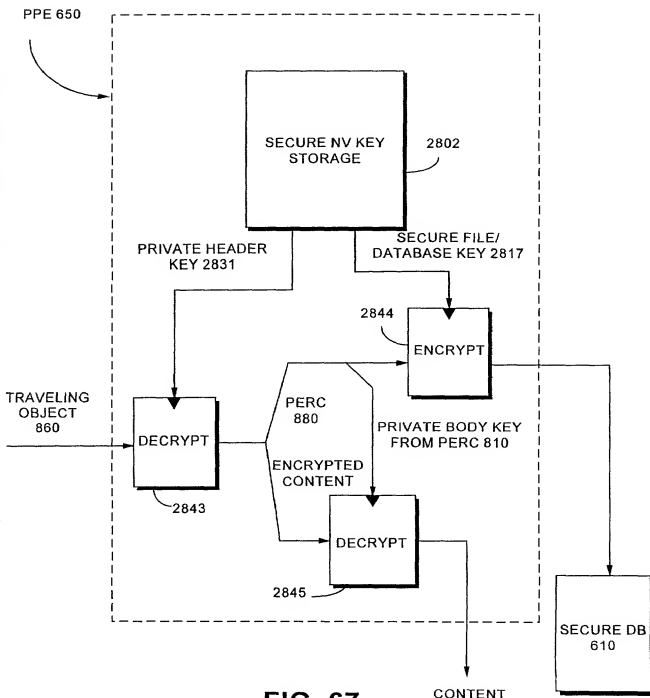 PPE 650
SECURE NV KEY
STORAGE
2802
PRIVATE HEADER
KEY 2831
SECURE FILE/
DATABASE KEY 2817
2844
ENCRYPT
TRAVELING
OBJECT
860
DECRYPT
2843
PERC
880
ENCRYPTED
CONTENT
PRIVATE BODY KEY
FROM PERC 810
DECRYPT
2845
SECURE DB
610
FIG. 67
CONTENT